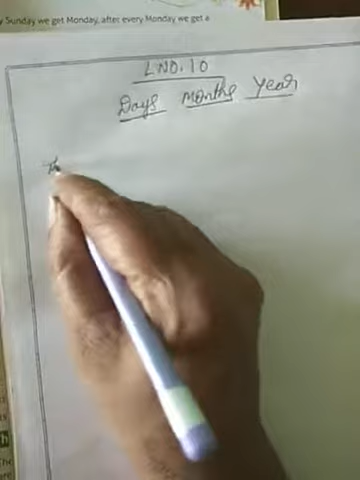 y Sunday we get Monday, after every Monday we get a
L NO. 10
Days Months Year